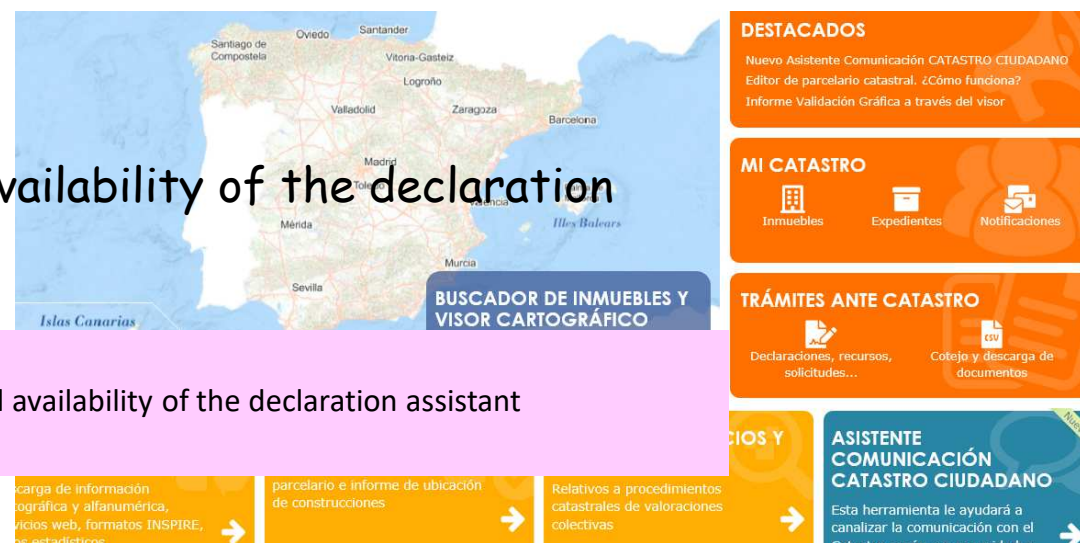 Santiago de
Compostela
Oviedo
Santander
Vitoria-Gasteiz
Logroño
Valladolid
Zaragoza
Barcelona
Madrid
Toledo
Mérida
Illes Balears
Murcia
Sevilla
Islas Canarias
availability of the declaration
BUSCADOR DE INMUEBLES Y
VISOR CARTOGRÁFICO
availability of the declaration assistant
DESTACADOS
Nuevo Asistente Comunicación CATASTRO CIUDADANO
Editor de parcelario catastral. ¿Cómo funciona?
Informe Validación Gráfica a través del visor
MI CATASTRO
Inmuebles
Expedientes
Notificaciones
TRÁMITES ANTE CATASTRO
CSV
Declaraciones, recursos,
solicitudes...
Cotejo y descarga de
documentos
carga de información
ográfica y alfanumérica,
vicios web, formatos INSPIRE,
os estadísticos
parcelario e informe de ubicación
de construcciones
CIOS Y
Relativos a procedimientos
catastrales de valoraciones
colectivas
ASISTENTE
COMUNICACIÓN
CATASTRO CIUDADANO
Esta herramienta le ayudará a
canalizar la comunicación con el